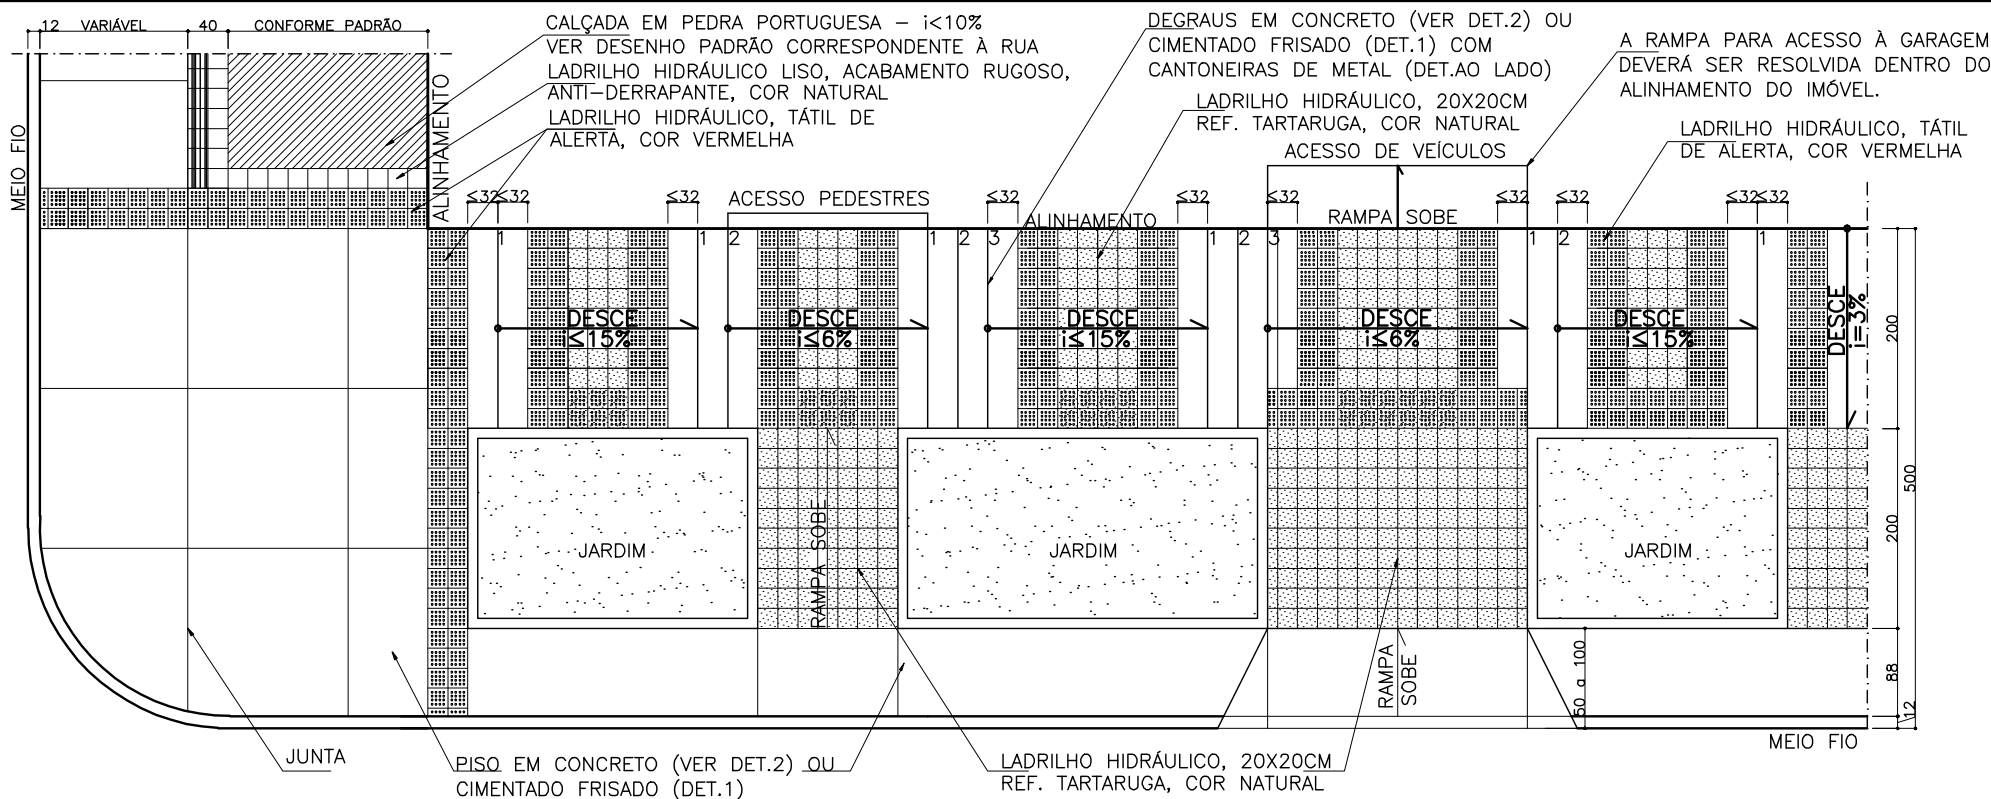 12
VARIÁVEL
40
CONFORME PADRÃO
CALÇADA EM PEDRA PORTUGUESA – i<10%
VER DESENHO PADRÃO CORRESPONDENTE À RUA
LADRILHO HIDRÁULICO LISO, ACABAMENTO RUGOSO,
ANTI-DERRAPANTE, COR NATURAL
LADRILHO HIDRÁULICO, TÁTIL DE
ALERTA, COR VERMELHA
DEGRAUS EM CONCRETO (VER DET.2) OU
CIMENTADO FRISADO (DET.1) COM
CANTONEIRAS DE METAL (DET.AO LADO)
LADRILHO HIDRÁULICO, 20X20CM
REF. TARTARUGA, COR NATURAL
ACESSO DE VEÍCULOS
A RAMPA PARA ACESSO À GARAGEM
DEVERÁ SER RESOLVIDA DENTRO DO
ALINHAMENTO DO IMÓVEL.
LADRILHO HIDRÁULICO, TÁTIL
DE ALERTA, COR VERMELHA
MEIO FIO
ALINHAMENTO
≤32
≤32
≤32
ACESSO PEDESTRES
≤32
ALINHAMENTO
≤32
≤32
RAMPA SOBE
≤32
≤32
≤32
≤32
1
1
2
1
2
3
1
2
3
1
2
1
DESCE
i≤15%
DESCE
i≤6%
DESCE
i≤15%
DESCE
i≤6%
DESCE
i≤15%
DESCE
i=3%
200
500
200
88
12
JARDIM
RAMPA SOBE
JARDIM
JARDIM
RAMPA
SOBE
50 a 100
MEIO FIO
JUNTA
PISO EM CONCRETO (VER DET.2) OU
CIMENTADO FRISADO (DET.1)
LADRILHO HIDRÁULICO, 20X20CM
REF. TARTARUGA, COR NATURAL